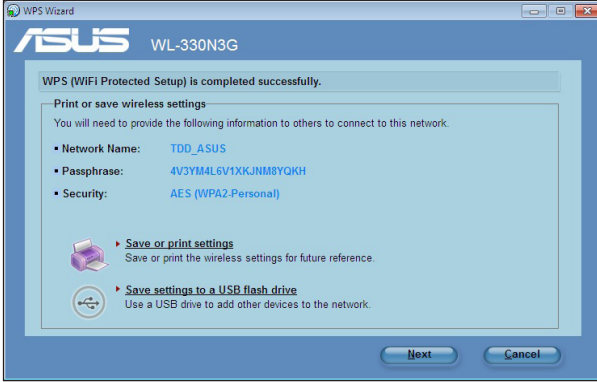 WPS Wizard
ASUS WL-330N3G
WPS (WiFi Protected Setup) is completed successfully.
Print or save wireless settings
You will need to provide the following information to others to connect to this network.
Network Name: TDD_ASUS
Passphrase: 4V3YM4L6V1XKJNM8YQKH
Security: AES (WPA2-Personal)
Save or print settings
Save or print the wireless settings for future reference.
Save settings to a USB flash drive
Use a USB drive to add other devices to the network.
Next Cancel